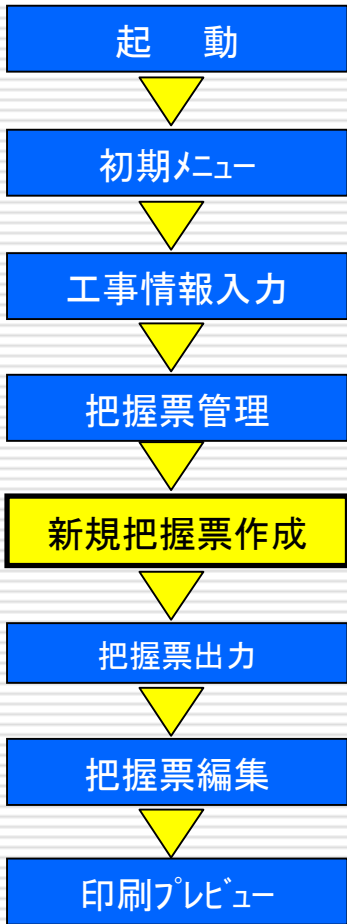 起　動
初期ﾒﾆｭｰ
工事情報入力
把握票管理
新規把握票作成
把握票出力
把握票編集
印刷ﾌﾟﾚﾋﾞｭｰ